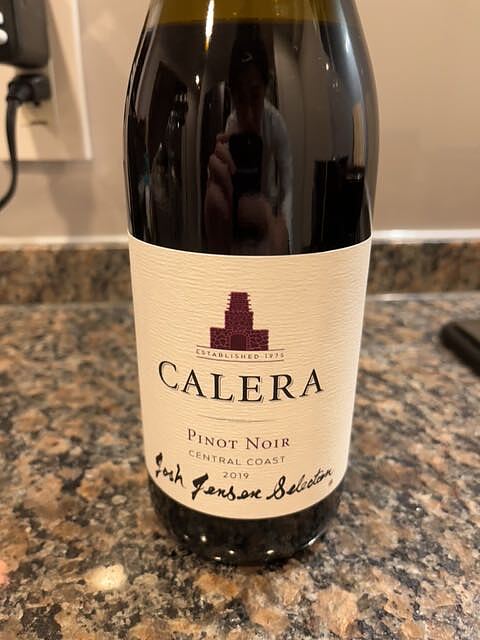 ESTABLISHED 1975
CALERA
PINOT NOIR
CENTRAL COAST
2019
Josh Jensen Selection